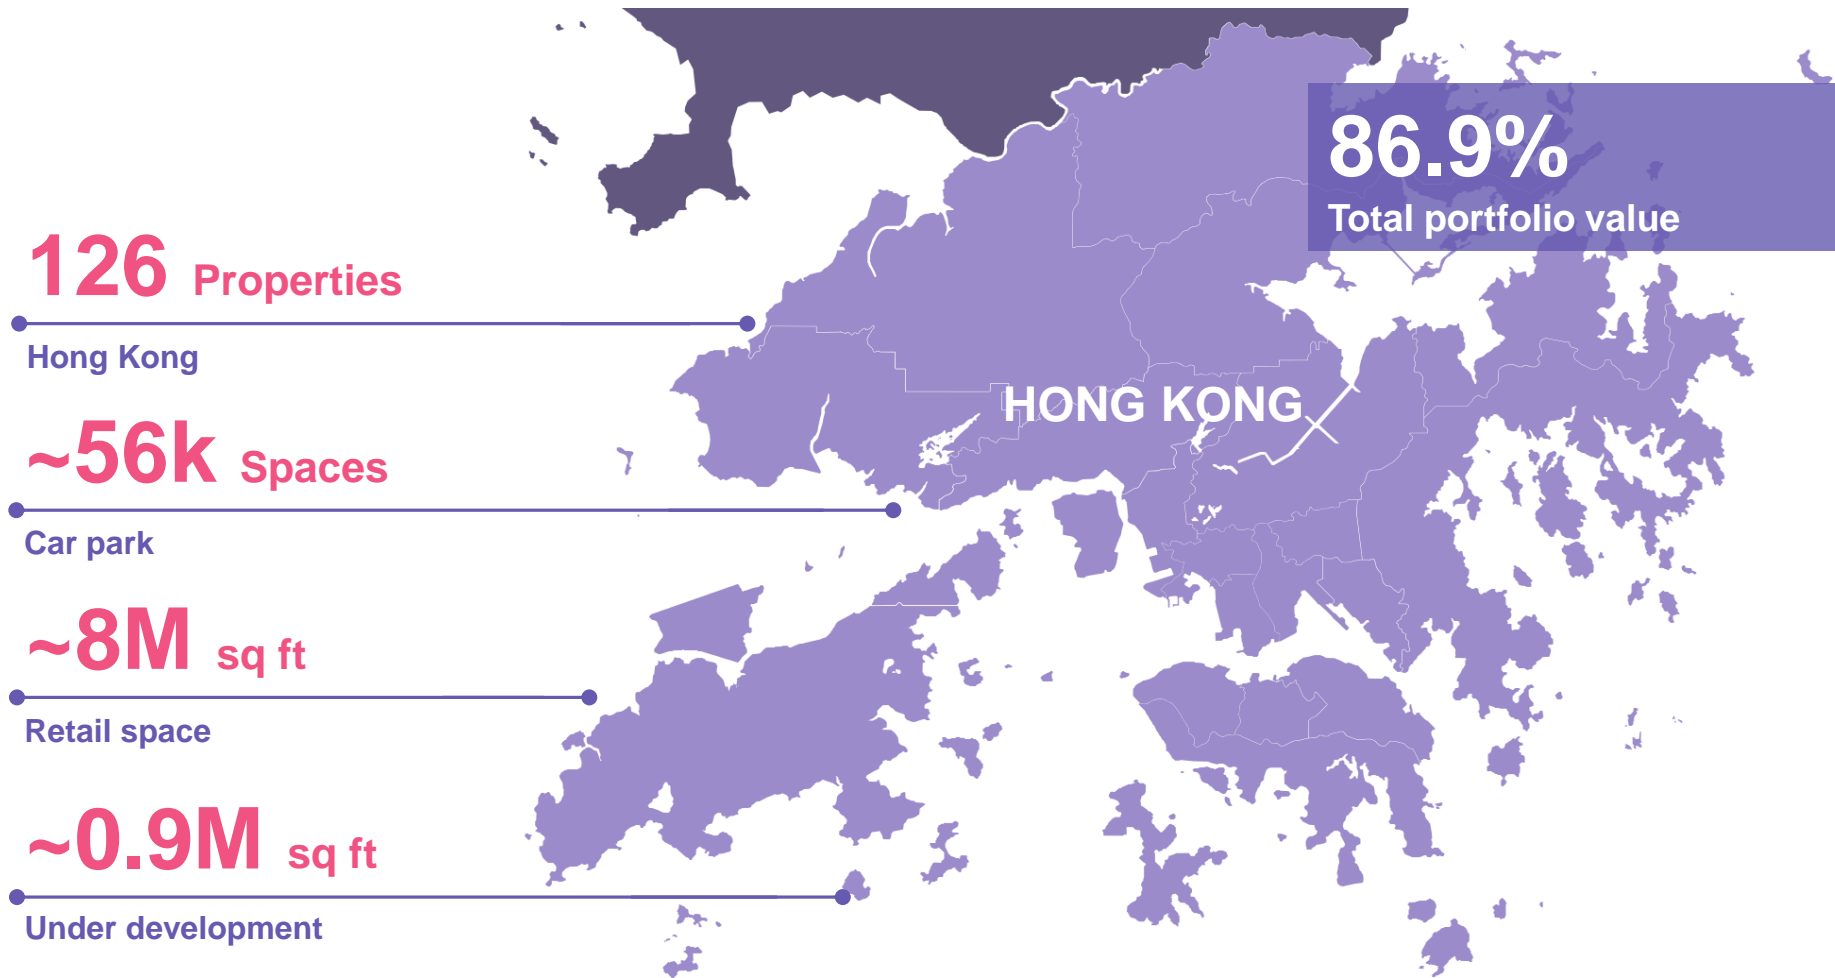 126 Properties
Hong Kong
~56k Spaces
Car park
~8M sq ft
Retail space
~0.9M sq ft
Under development
86.9%
Total portfolio value
HONG KONG